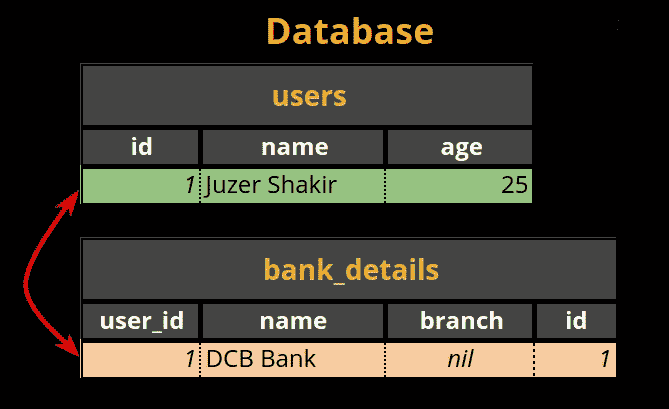 Database
users
id name age
1 Juzer Shakir 25
bank_details
user_id name branch id
1 DCB Bank nil 1